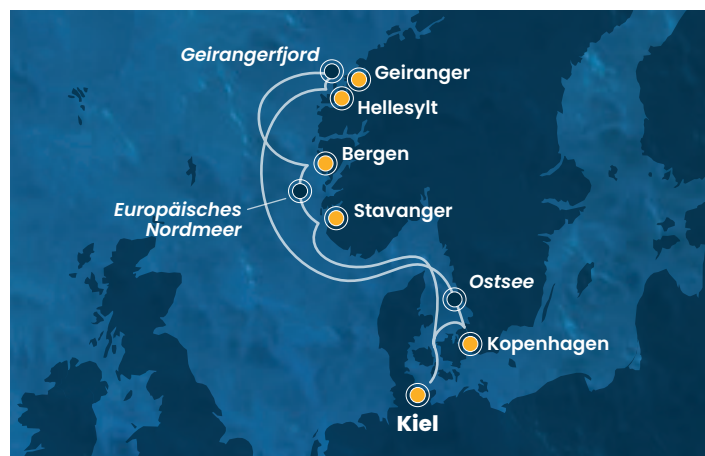 Geirangerfjord
Geiranger
Hellesylt
Bergen
Europäisches
Nordmeer
Stavanger
Ostsee
Kopenhagen
Kiel